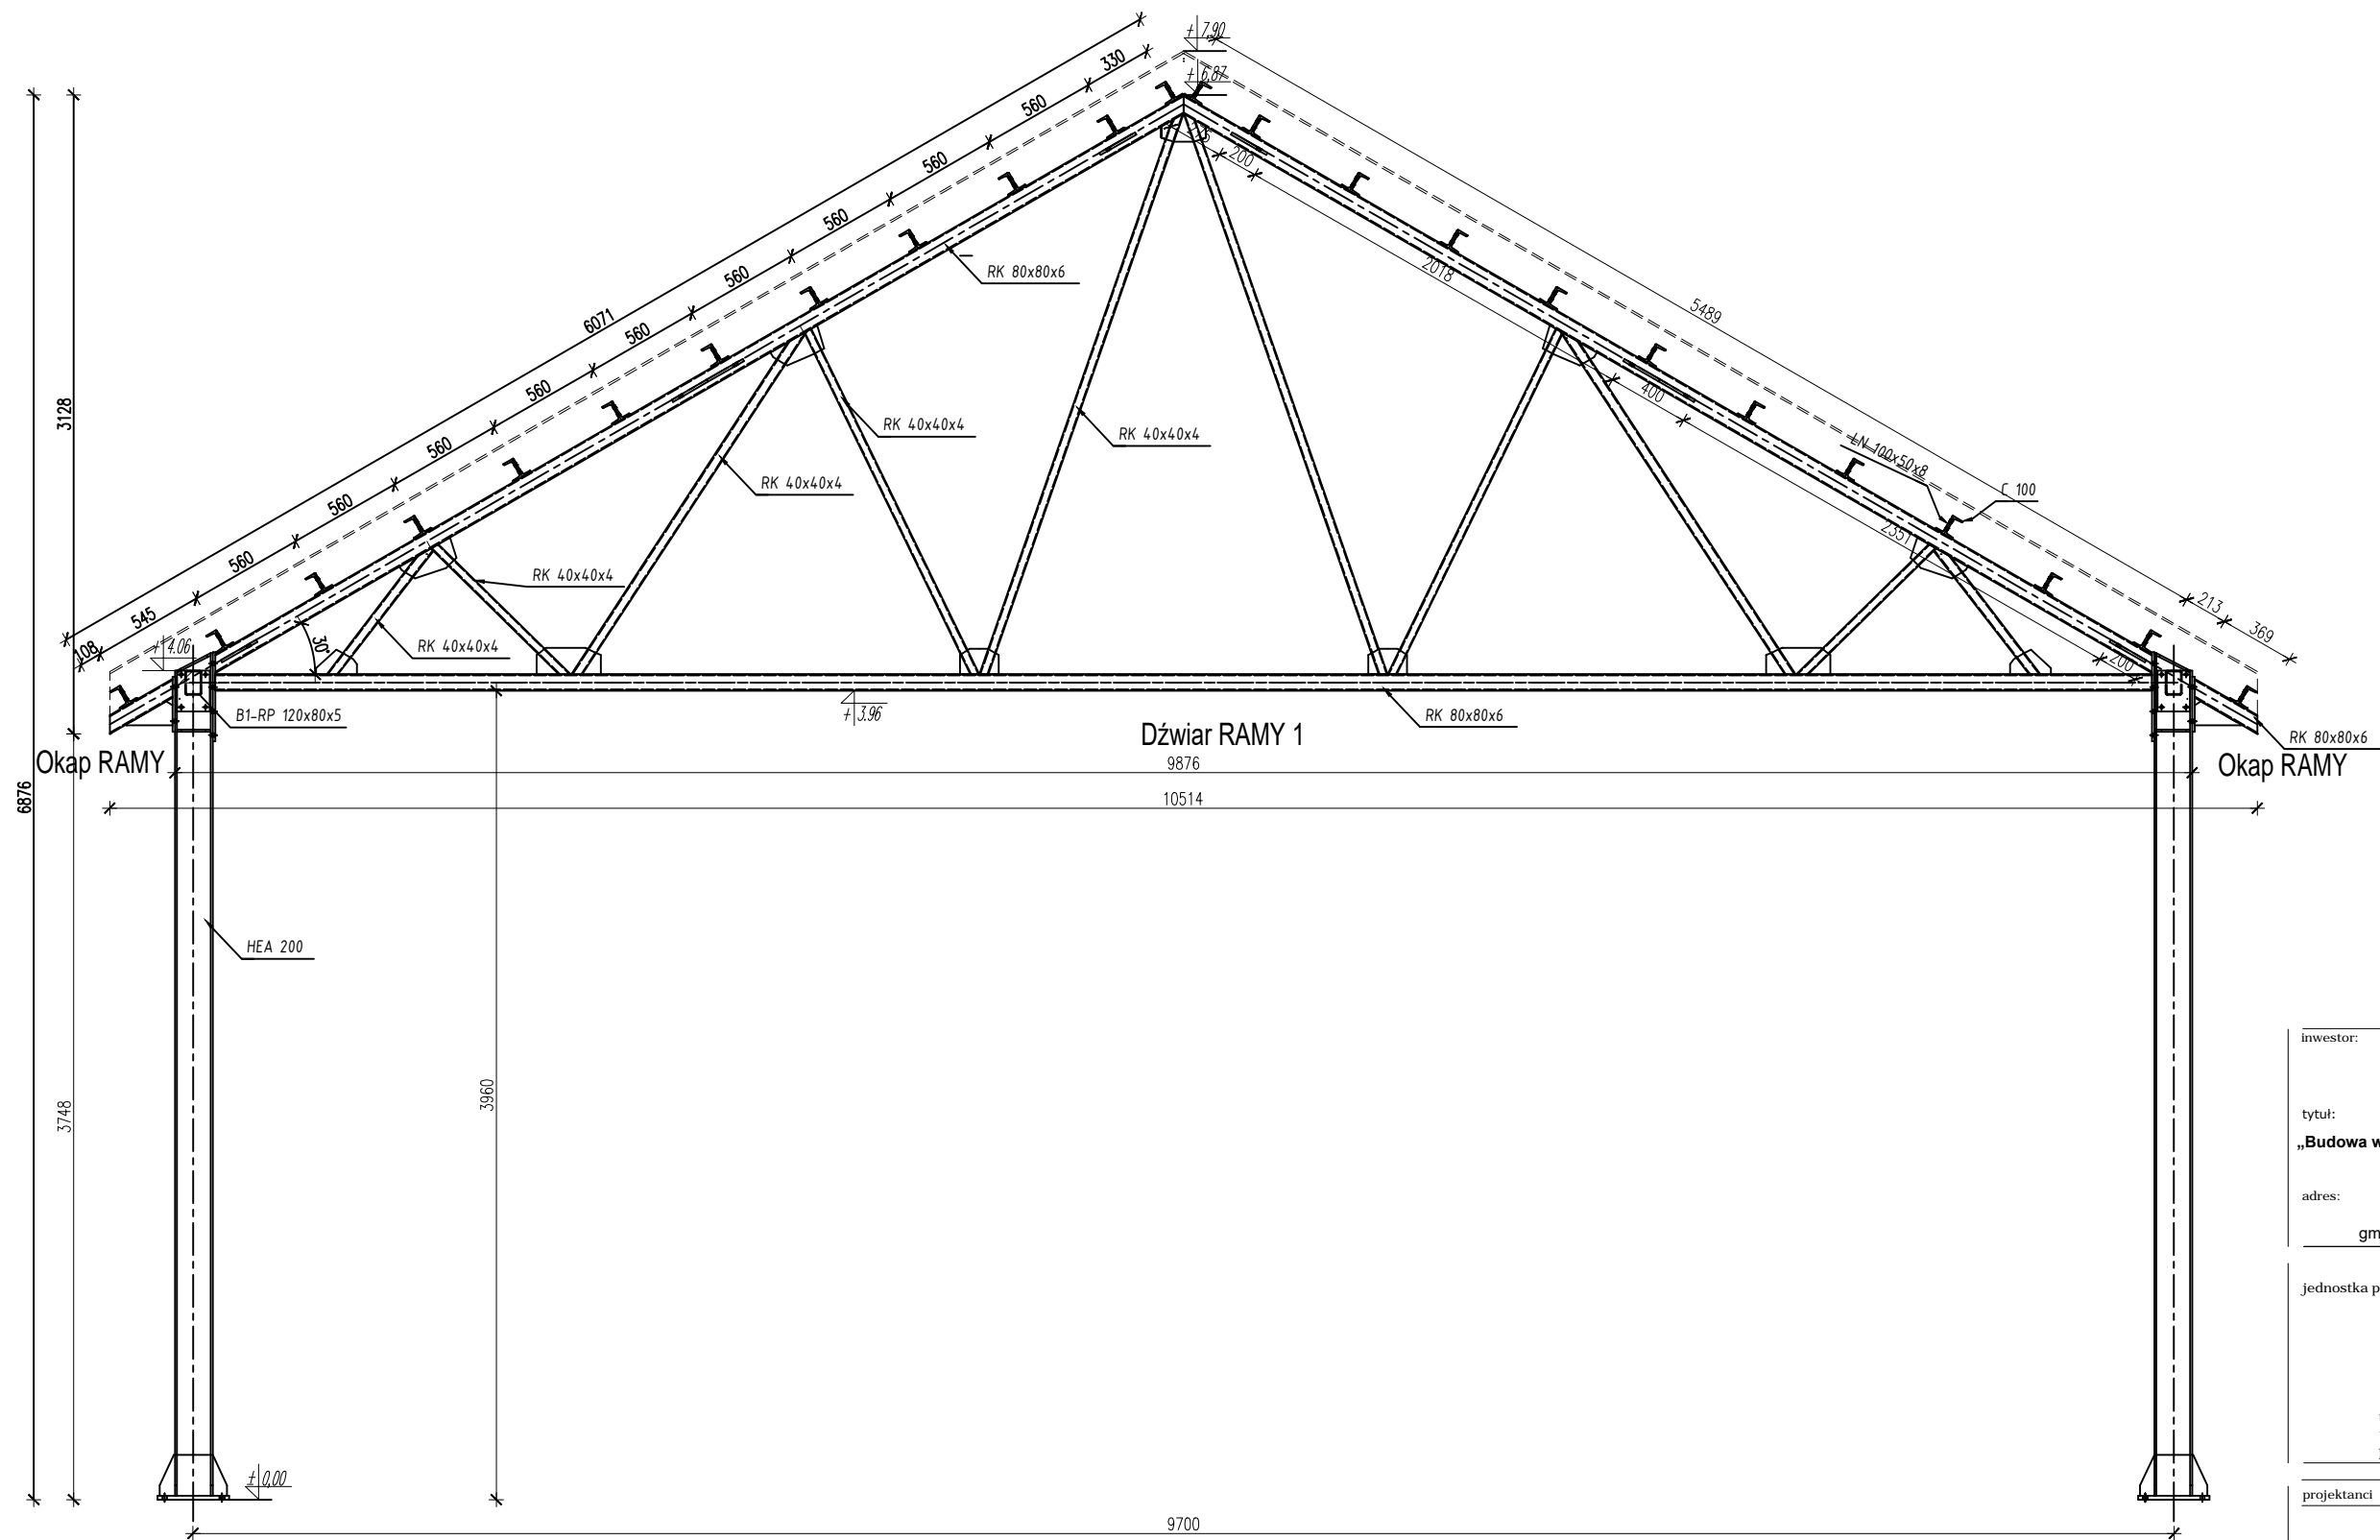 + 7,90
+ 6,87
330
560
560
560
560
560
560
560
560
560
545
108
6071
200
2018
5489
400
2351
213
369
200
RK 80x80x6
RK 40x40x4
RK 40x40x4
RK 40x40x4
RK 40x40x4
RK 40x40x4
LN 100x50x8
C 100
30°
+ 4.06
B1-RP 120x80x5
+ 3.96
RK 80x80x6
RK 80x80x6
Dźwiar RAMY 1
Okap RAMY
Okap RAMY
9876
10514
3128
6876
3748
3960
HEA 200
± 0,00
9700
inwestor:
tytuł:
„Budowa w
adres:
gm
jednostka p
projektanci